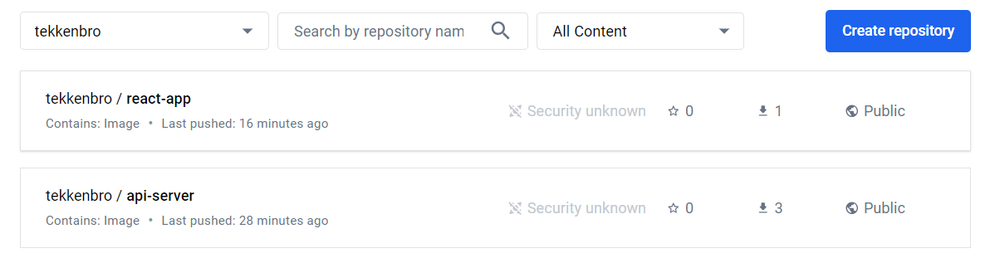 tekkenbro
Search by repository nam
All Content
Create repository
tekkenbro / react-app
Contains: Image • Last pushed: 16 minutes ago
Security unknown
0
1
Public
tekkenbro / api-server
Contains: Image • Last pushed: 28 minutes ago
Security unknown
0
3
Public